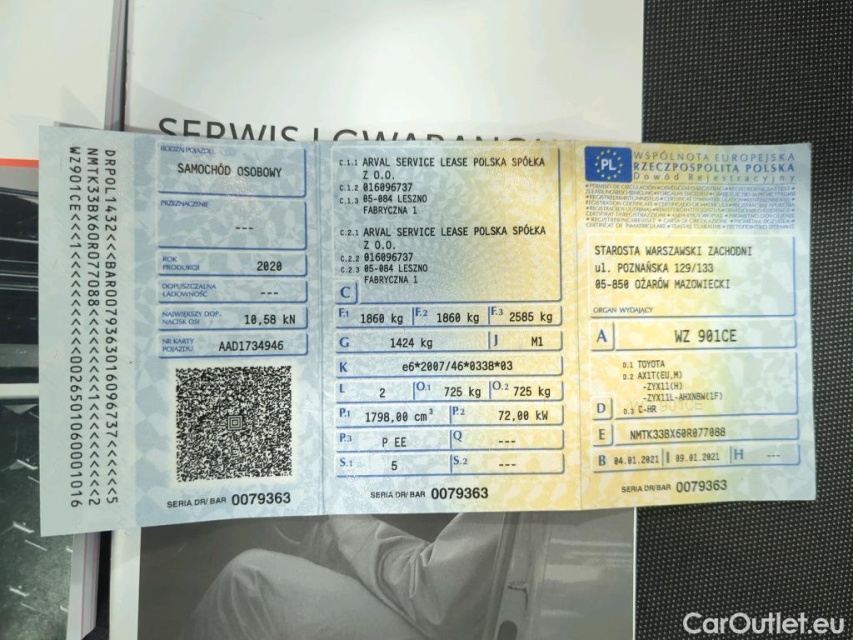 SERWIS I GWARANC
DRPOL1432<<BAR0079363016096737<<<<<5
NMTK33BX60R077088<<<<<<<<<1<<<<<<<<2
WZ901CE<<<1<<<<<<<<<0026501060001016
RODZAJ POJAZDU
SAMOCHÓD OSOBOWY
PRZEZNACZENIE
---
ROK PRODUKCJI 2020
DOPUSZCZALNA ŁADOWNOŚĆ ---
NAJWIĘKSZY DOP. NACISK OSI 10,58 kN
NR KARTY POJAZDU AAD1734946
SERIA DR/BAR 0079363
C.1.1 ARVAL SERVICE LEASE POLSKA SPÓŁKA
Z O.O.
C.1.2 016096737
C.1.3 05-084 LESZNO
FABRYCZNA 1
C.2.1 ARVAL SERVICE LEASE POLSKA SPÓŁKA
Z O.O.
C.2.2 016096737
C.2.3 05-084 LESZNO
FABRYCZNA 1
C
F.1 1860 kg F.2 1860 kg F.3 2585 kg
G 1424 kg J M1
K e6*2007/46*0338*03
L 2 O.1 725 kg O.2 725 kg
P.1 1798,00 cm³ P.2 72,00 kW
P.3 P EE Q ---
S.1 5 S.2 ---
SERIA DR/BAR 0079363
PL
WSPÓLNOTA EUROPEJSKA
RZECZPOSPOLITA POLSKA
Dowód Rejestracyjny
STAROSTA WARSZAWSKI ZACHODNI
ul. POZNAŃSKA 129/133
05-850 OŻARÓW MAZOWIECKI
ORGAN WYDAJĄCY
A WZ 901CE
D.1 TOYOTA
D.2 AX1T(EU,M)
-ZYX11(H)
-ZYX11L-AHXNBW(1F)
D D.3 C-HR
E NMTK33BX60R077088
B 04.01.2021 I 09.01.2021 H ---
SERIA DR/BAR 0079363
CarOutlet.eu